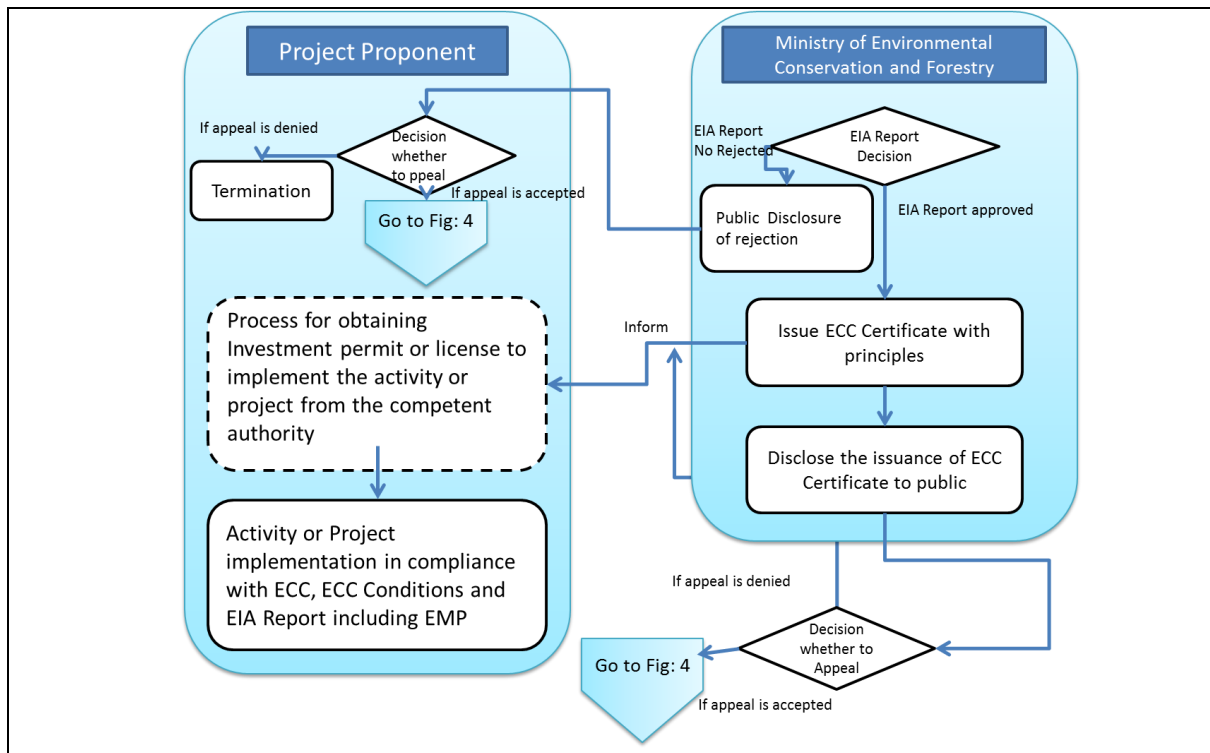 Project Proponent
If appeal is denied
Decision
whether
to ppeal
Termination
If appeal is accepted
Go to Fig: 4
Process for obtaining
Investment permit or license to
implement the activity or
project from the competent
authority
Activity or Project
implementation in compliance
with ECC, ECC Conditions and
EIA Report including EMP
Ministry of Environmental
Conservation and Forestry
EIA Report
No Rejected
EIA Report
Decision
Public Disclosure
of rejection
EIA Report approved
Inform
Issue ECC Certificate with
principles
Disclose the issuance of ECC
Certificate to public
If appeal is denied
Decision
whether to
Appeal
Go to Fig: 4
If appeal is accepted